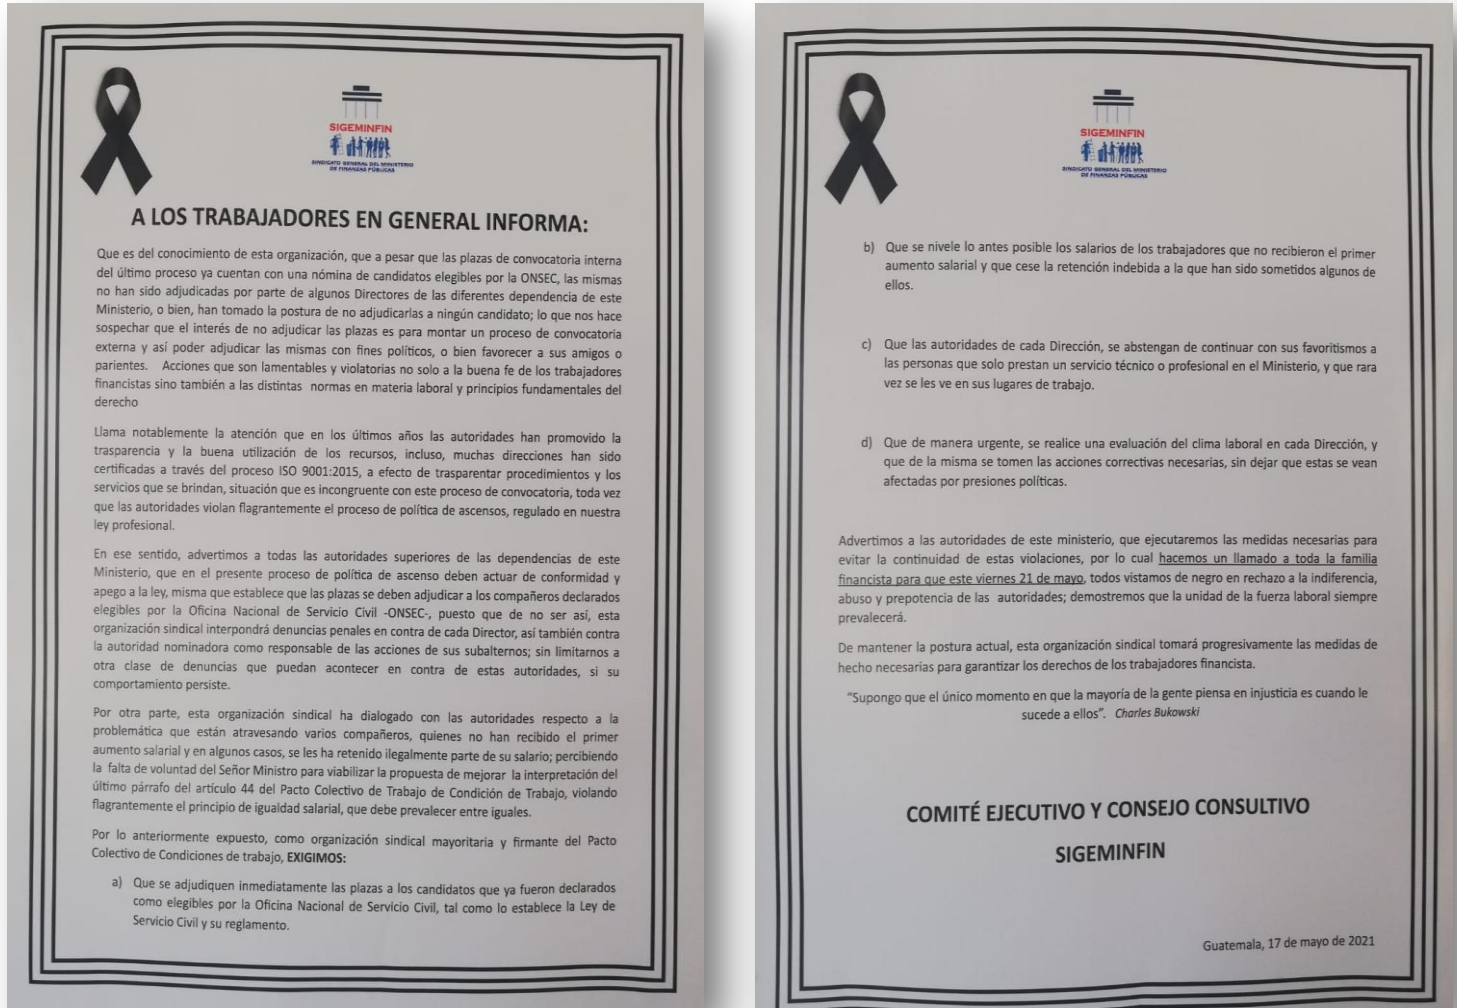 SIGEMINFIN
SINDICATO GENERAL DEL MINISTERIO
DE FINANZAS PÚBLICAS
A LOS TRABAJADORES EN GENERAL INFORMA:
Que es del conocimiento de esta organización, que a pesar que las plazas de convocatoria interna
del último proceso ya cuentan con una nómina de candidatos elegibles por la ONSEC, las mismas
no han sido adjudicadas por parte de algunos Directores de las diferentes dependencia de este
Ministerio, o bien, han tomado la postura de no adjudicarlas a ningún candidato; lo que nos hace
sospechar que el interés de no adjudicar las plazas es para montar un proceso de convocatoria
externa y así poder adjudicar las mismas con fines políticos, o bien favorecer a sus amigos o
parientes. Acciones que son lamentables y violatorias no solo a la buena fe de los trabajadores
financistas sino también a las distintas normas en materia laboral y principios fundamentales del
derecho
Llama notablemente la atención que en los últimos años las autoridades han promovido la
trasparencia y la buena utilización de los recursos, incluso, muchas direcciones han sido
certificadas a través del proceso ISO 9001:2015, a efecto de trasparentar procedimientos y los
servicios que se brindan, situación que es incongruente con este proceso de convocatoria, toda vez
que las autoridades violan flagrantemente el proceso de política de ascensos, regulado en nuestra
ley profesional.
En ese sentido, advertimos a todas las autoridades superiores de las dependencias de este
Ministerio, que en el presente proceso de política de ascenso deben actuar de conformidad y
apego a la ley, misma que establece que las plazas se deben adjudicar a los compañeros declarados
elegibles por la Oficina Nacional de Servicio Civil -ONSEC-, puesto que de no ser así, esta
organización sindical interpondrá denuncias penales en contra de cada Director, así también contra
la autoridad nominadora como responsable de las acciones de sus subalternos; sin limitarnos a
otra clase de denuncias que puedan acontecer en contra de estas autoridades, si su
comportamiento persiste.
Por otra parte, esta organización sindical ha dialogado con las autoridades respecto a la
problemática que están atravesando varios compañeros, quienes no han recibido el primer
aumento salarial y en algunos casos, se les ha retenido ilegalmente parte de su salario; percibiendo
la falta de voluntad del Señor Ministro para viabilizar la propuesta de mejorar la interpretación del
último párrafo del artículo 44 del Pacto Colectivo de Trabajo de Condición de Trabajo, violando
flagrantemente el principio de igualdad salarial, que debe prevalecer entre iguales.
Por lo anteriormente expuesto, como organización sindical mayoritaria y firmante del Pacto
Colectivo de Condiciones de trabajo, EXIGIMOS:
a) Que se adjudiquen inmediatamente las plazas a los candidatos que ya fueron declarados
como elegibles por la Oficina Nacional de Servicio Civil, tal como lo establece la Ley de
Servicio Civil y su reglamento.
SIGEMINFIN
SINDICATO GENERAL DEL MINISTERIO
DE FINANZAS PÚBLICAS
b) Que se nivele lo antes posible los salarios de los trabajadores que no recibieron el primer
aumento salarial y que cese la retención indebida a la que han sido sometidos algunos de
ellos.
c) Que las autoridades de cada Dirección, se abstengan de continuar con sus favoritismos a
las personas que solo prestan un servicio técnico o profesional en el Ministerio, y que rara
vez se les ve en sus lugares de trabajo.
d) Que de manera urgente, se realice una evaluación del clima laboral en cada Dirección, y
que de la misma se tomen las acciones correctivas necesarias, sin dejar que estas se vean
afectadas por presiones políticas.
Advertimos a las autoridades de este ministerio, que ejecutaremos las medidas necesarias para
evitar la continuidad de estas violaciones, por lo cual hacemos un llamado a toda la familia
financista para que este viernes 21 de mayo, todos vistamos de negro en rechazo a la indiferencia,
abuso y prepotencia de las autoridades; demostremos que la unidad de la fuerza laboral siempre
prevalecerá.
De mantener la postura actual, esta organización sindical tomará progresivamente las medidas de
hecho necesarias para garantizar los derechos de los trabajadores financista.
“Supongo que el único momento en que la mayoría de la gente piensa en injusticia es cuando le
sucede a ellos”. Charles Bukowski
COMITÉ EJECUTIVO Y CONSEJO CONSULTIVO
SIGEMINFIN
Guatemala, 17 de mayo de 2021